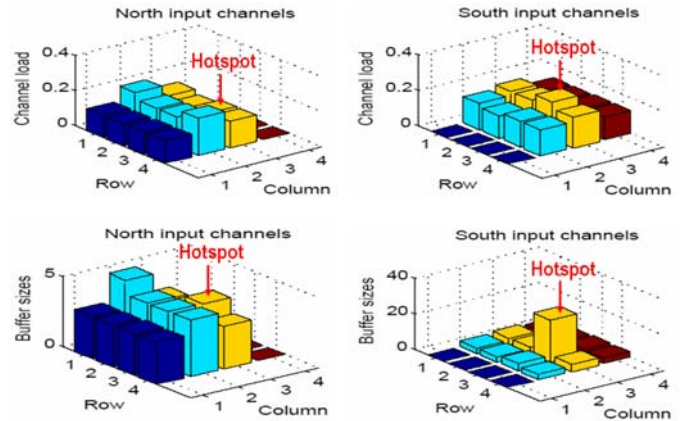 North input channels
Channel load
0.4
0.2
0
Hotspot
1
2
3
4
Row
1
2
3
4
Column
South input channels
Channel load
0.4
0.2
0
Hotspot
1
2
3
4
Row
1
2
3
4
Column
North input channels
Buffer sizes
5
0
Hotspot
1
2
3
4
Row
1
2
3
4
Column
South input channels
Buffer sizes
40
20
0
Hotspot
1
2
3
4
Row
1
2
3
4
Column